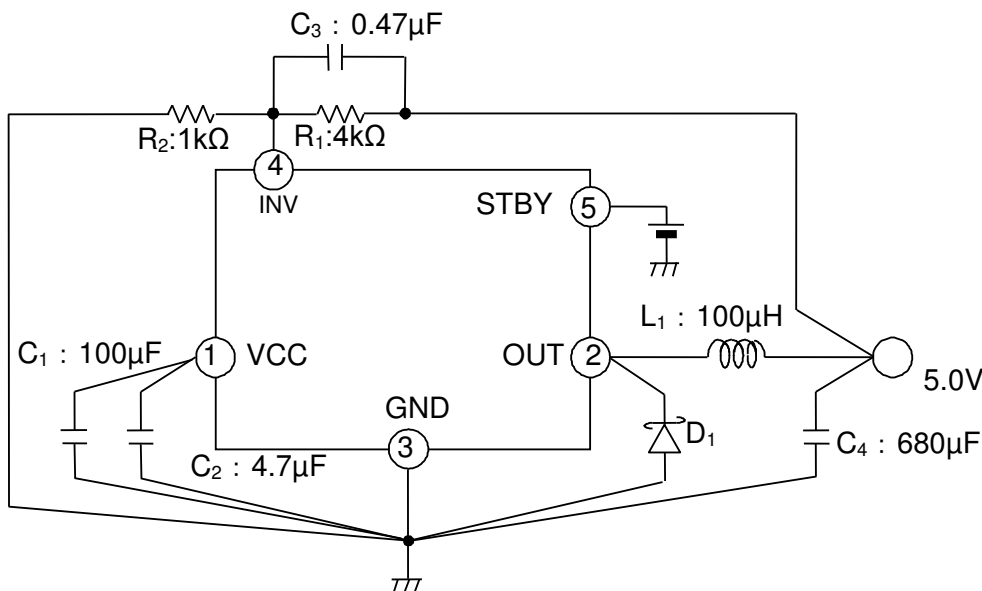 C₃ : 0.47µF
R₂:1kΩ
R₁:4kΩ
4
INV
STBY
5
L₁ : 100µH
C₁ : 100µF
1
VCC
OUT
2
5.0V
GND
3
D₁
C₂ : 4.7µF
C₄ : 680µF